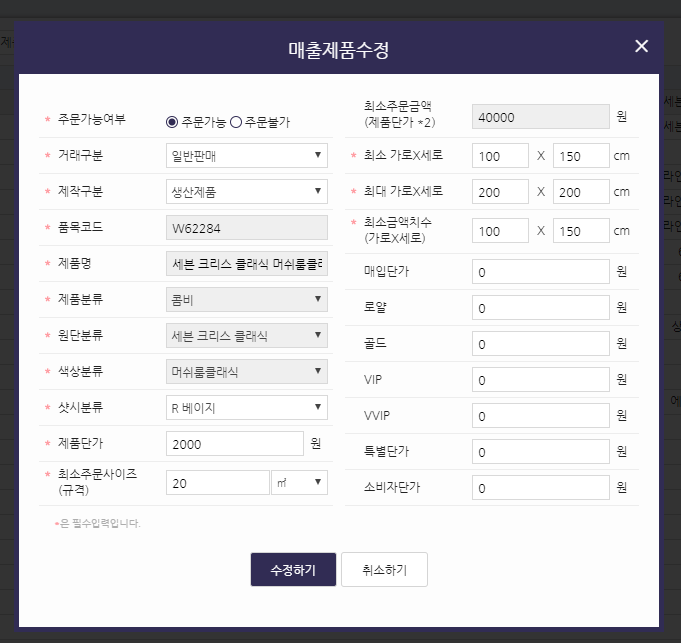 매출제품수정
* 주문가능여부 주문가능 주문불가
* 거래구분 일반판매
* 제작구분 생산제품
* 품목코드 W62284
* 제품명 세븐 크리스 클래식 머쉬룸클
* 제품분류 콤비
* 원단분류 세븐 크리스 클래식
* 색상분류 머쉬룸클래식
* 샷시분류 R 베이지
* 제품단가 2000 원
* 최소주문사이즈
(규격) 20 ㎡
최소주문금액
(제품단가 *2) 40000 원
* 최소 가로X세로 100 X 150 cm
* 최대 가로X세로 200 X 200 cm
* 최소금액치수
(가로X세로) 100 X 150 cm
매입단가 0 원
로얄 0 원
골드 0 원
VIP 0 원
VVIP 0 원
특별단가 0 원
소비자단가 0 원
*은 필수입력입니다.
수정하기 취소하기